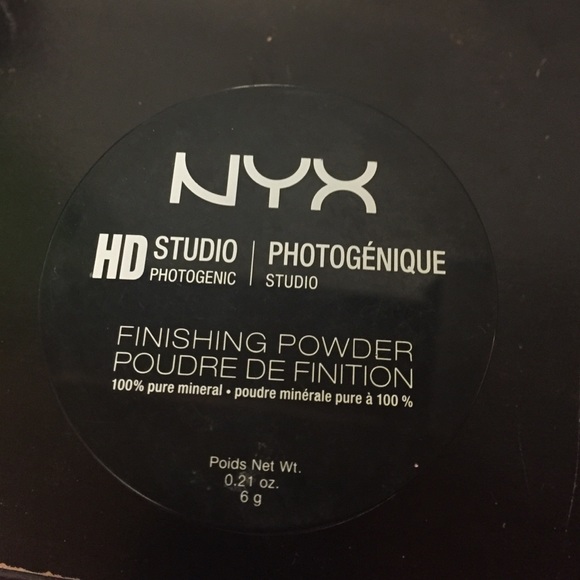 NYX
HD STUDIO PHOTOGENIC | PHOTOGÉNIQUE STUDIO
FINISHING POWDER
POUDRE DE FINITION
100% pure mineral • poudre minérale pure à 100 %
Poids Net Wt.
0.21 oz.
6 g